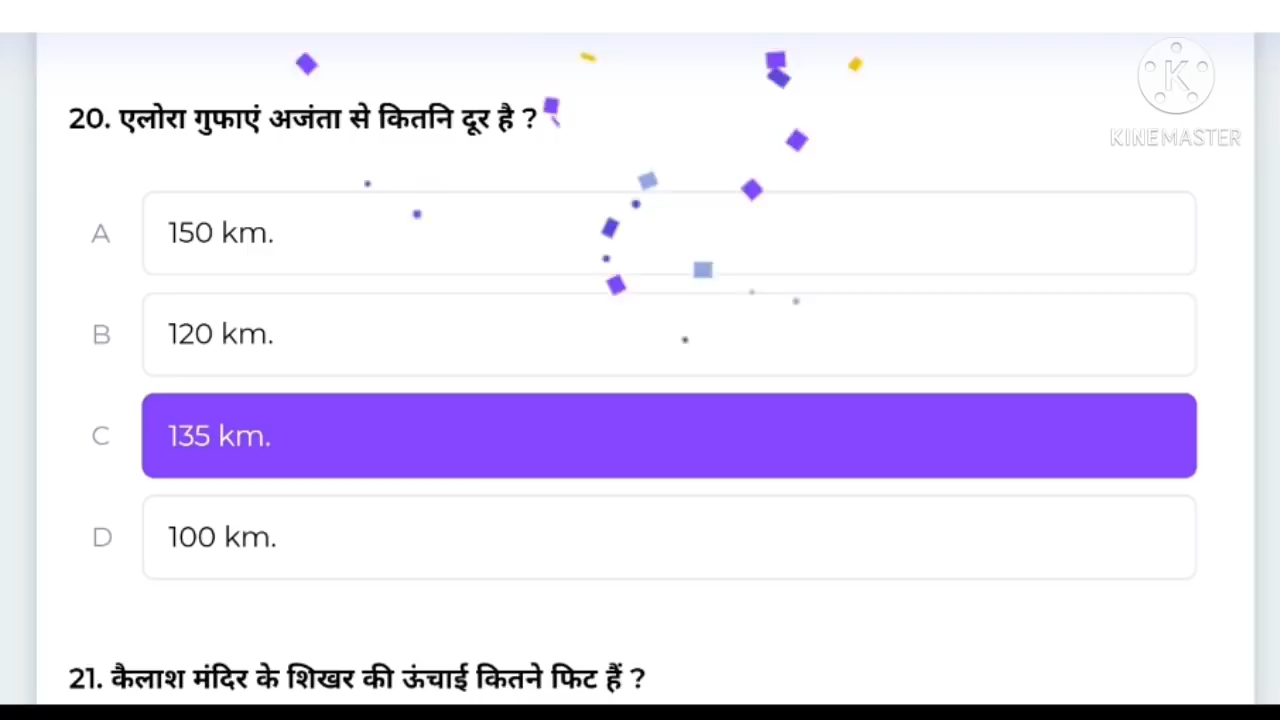 KINEMASTER
20. एलोरा गुफाएं अजंता से कितनि दूर है ?
A 150 km.
B 120 km.
C 135 km.
D 100 km.
21. कैलाश मंदिर के शिखर की ऊंचाई कितने फिट हैं ?